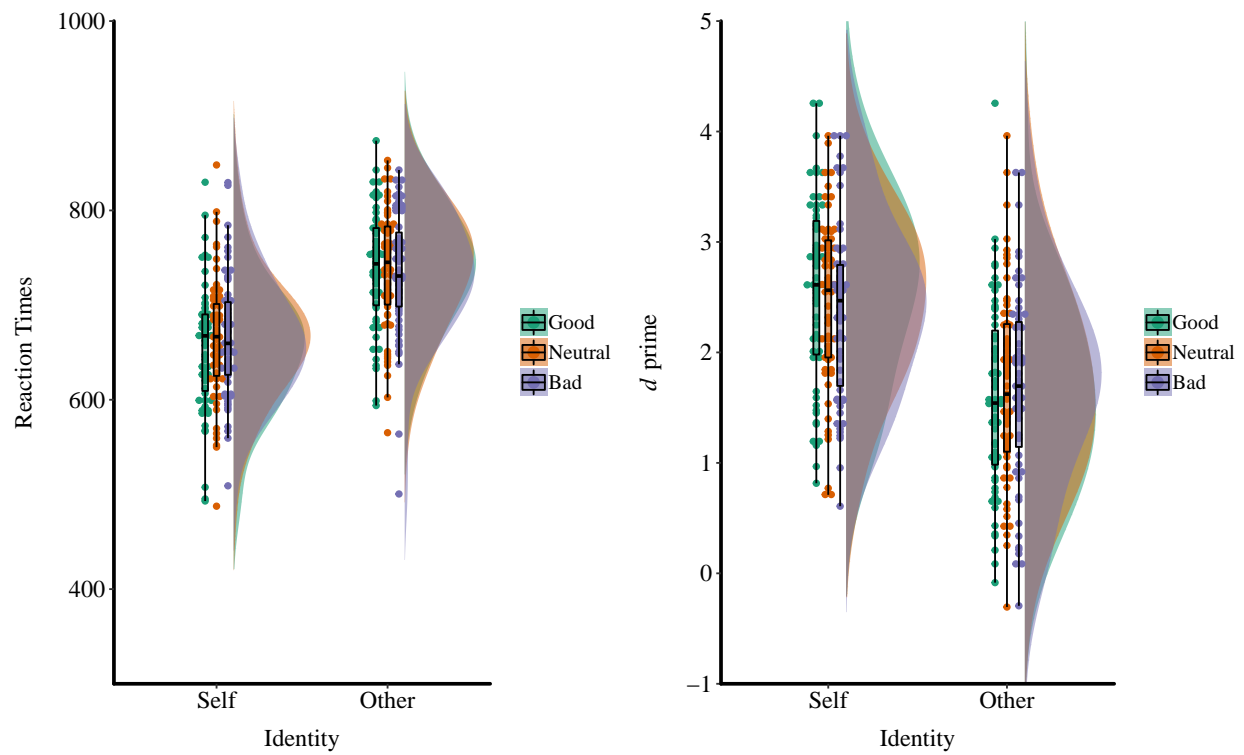 1000
800
600
400
Reaction Times
Self
Other
Identity
Good
Neutral
Bad
5
4
3
2
1
0
−1
d prime
Self
Other
Identity
Good
Neutral
Bad